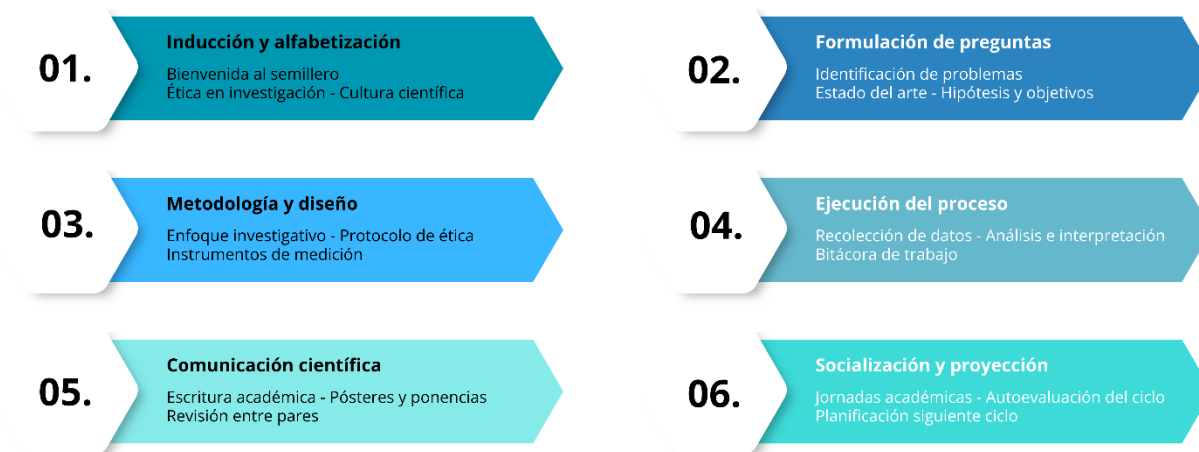 01.
Inducción y alfabetización
Bienvenida al semillero
Ética en investigación - Cultura científica
02.
Formulación de preguntas
Identificación de problemas
Estado del arte - Hipótesis y objetivos
03.
Metodología y diseño
Enfoque investigativo - Protocolo de ética
Instrumentos de medición
04.
Ejecución del proceso
Recolección de datos - Análisis e interpretación
Bitácora de trabajo
05.
Comunicación científica
Escritura académica - Pósteres y ponencias
Revisión entre pares
06.
Socialización y proyección
Jornadas académicas - Autoevaluación del ciclo
Planificación siguiente ciclo